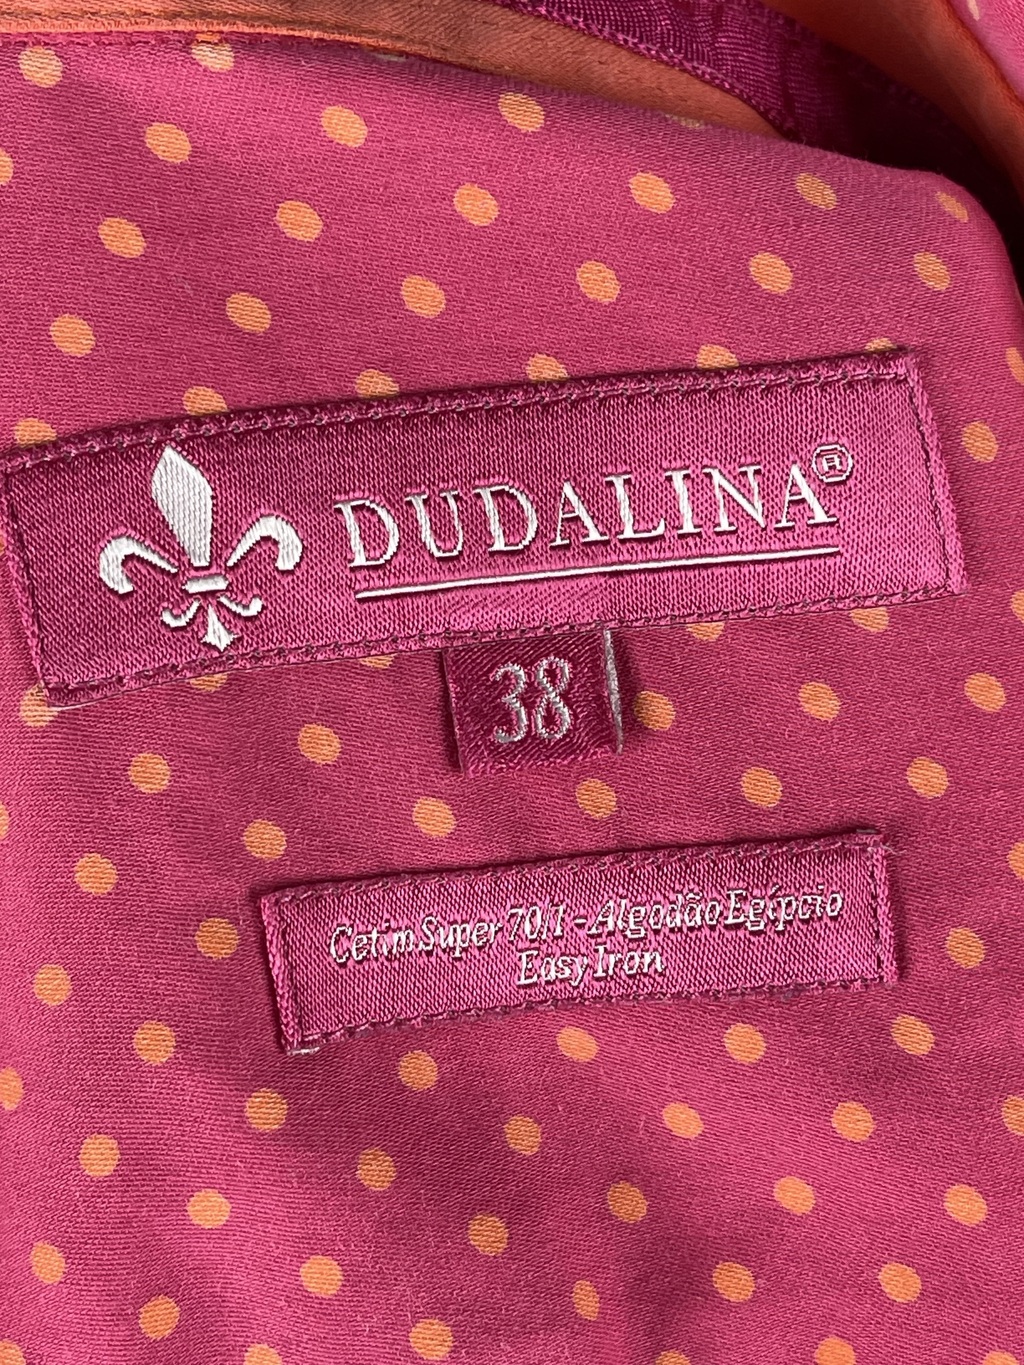 DUDALINA®
38
Cetim Super 70/1 - Algodão Egípcio
Easy Iron